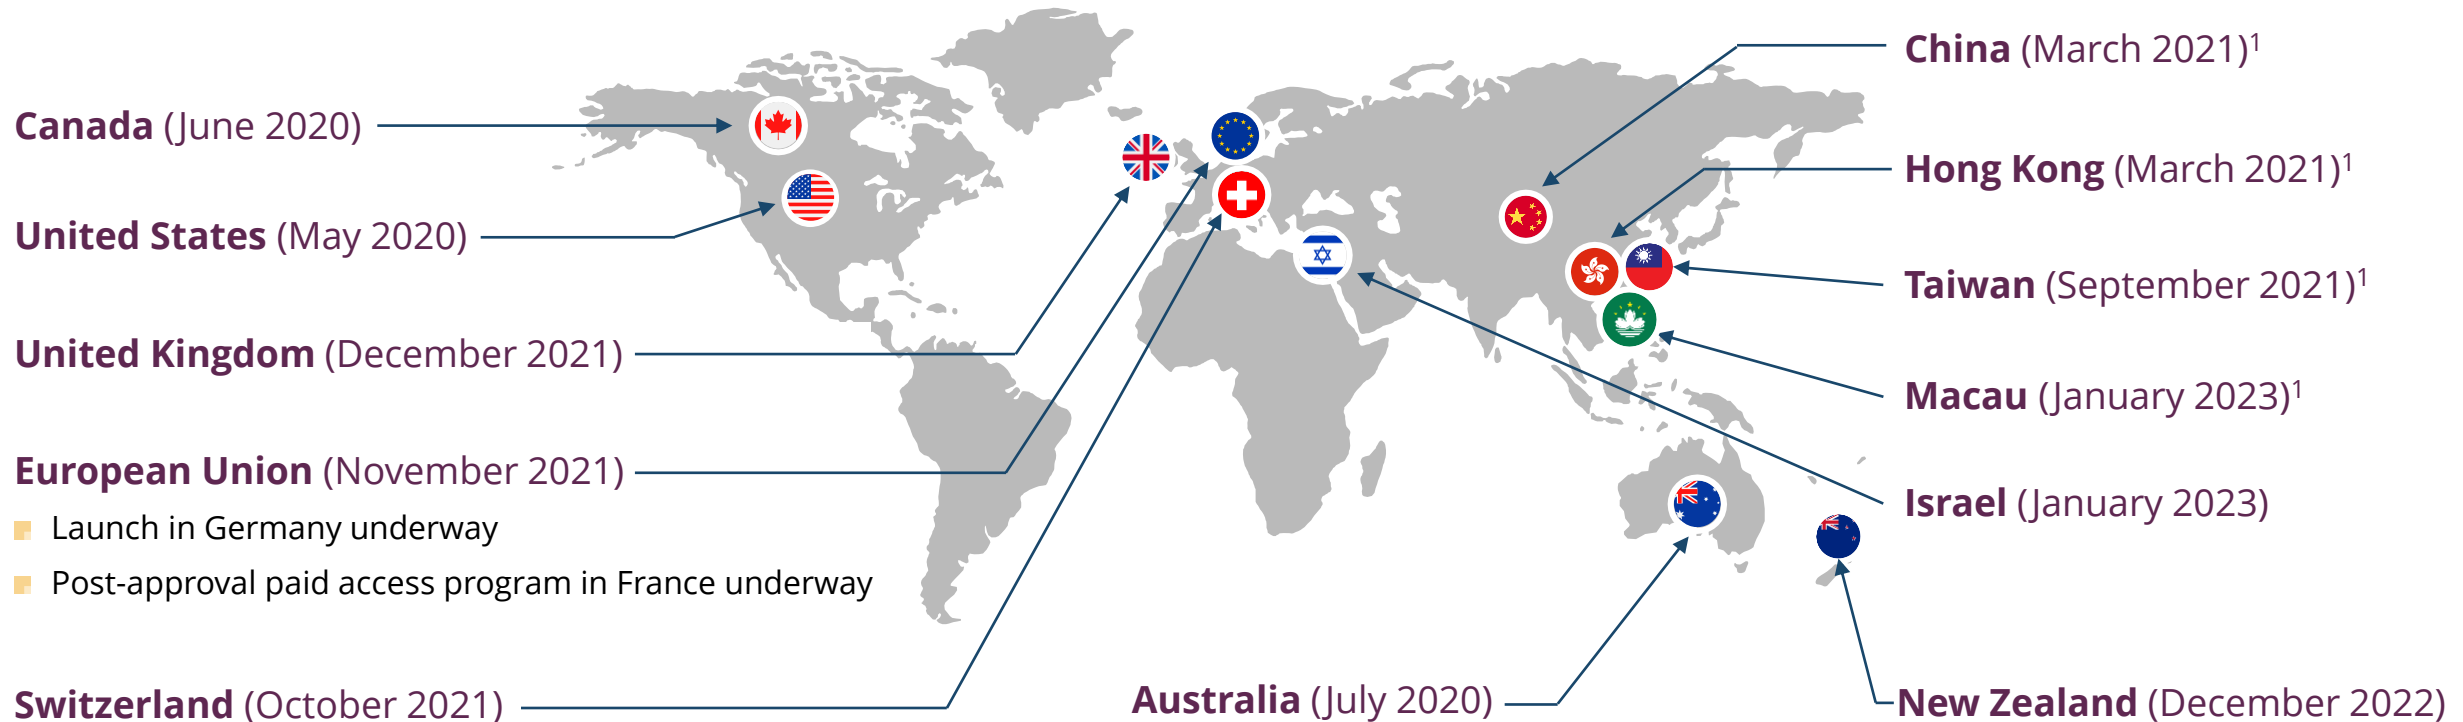 Canada (June 2020)
United States (May 2020)
United Kingdom (December 2021)
European Union (November 2021)
Launch in Germany underway
Post-approval paid access program in France underway
Switzerland (October 2021)
Australia (July 2020)
China (March 2021)¹
Hong Kong (March 2021)¹
Taiwan (September 2021)¹
Macau (January 2023)¹
Israel (January 2023)
New Zealand (December 2022)